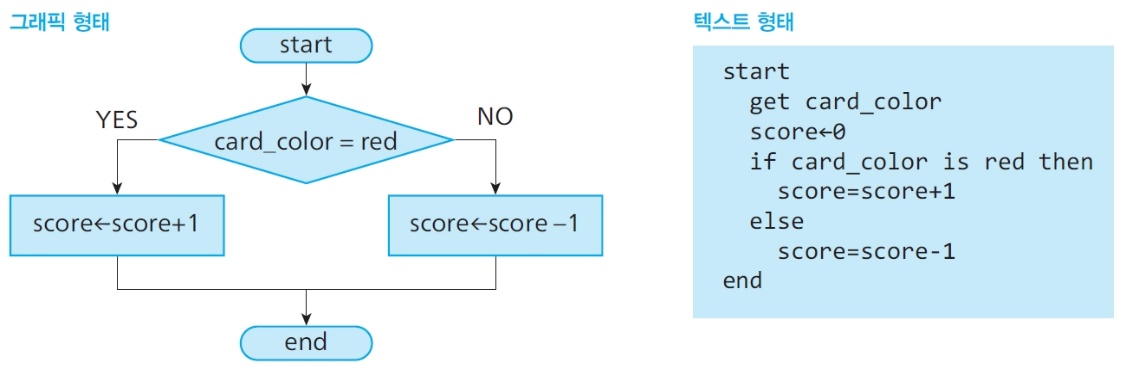 그래픽 형태
start
YES
NO
card_color = red
score←score+1
score←score –1
end
텍스트 형태
start
get card_color
score←0
if card_color is red then
score=score+1
else
score=score-1
end